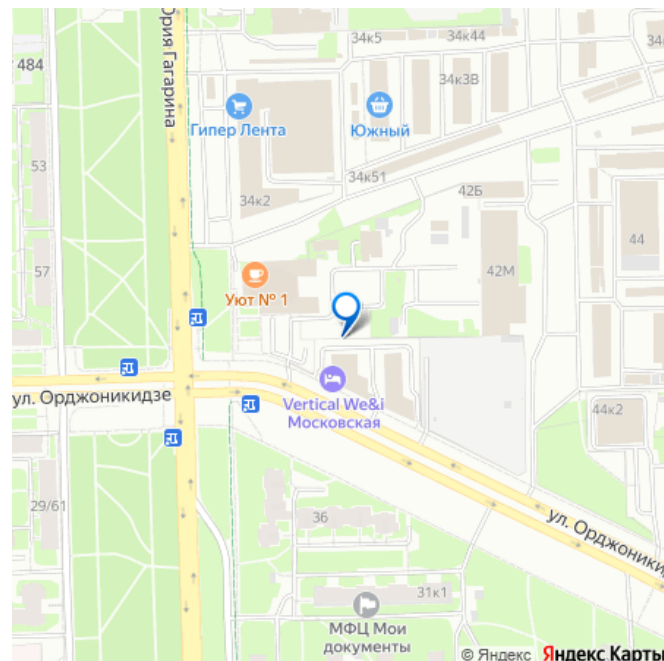 Юрия Гагарина
484
34к5
34к44
34к3В
53
Гипер Лента
Южный
34к51
34к2
42Б
44
42М
57
Уют № 1
ул. Орджоникидзе
Vertical We&i
Московская
44к2
29/61
36
ул. Орджоники
31к1
МФЦ Мои
документы
© Яндекс Яндекс Карты